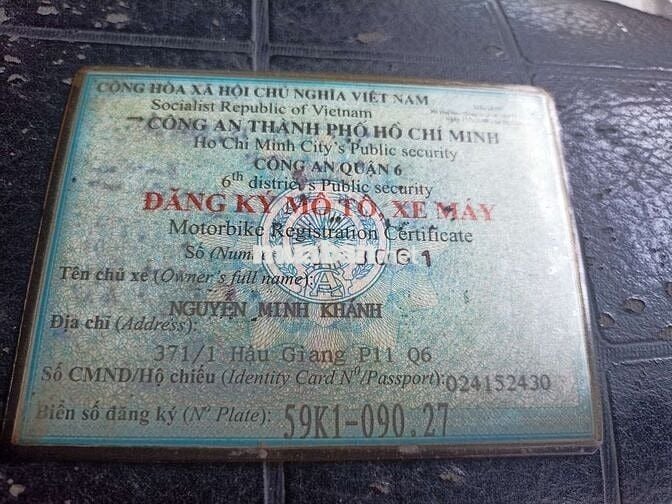 CỘNG HÒA XÃ HỘI CHỦ NGHĨA VIỆT NAM
Socialist Republic of Vietnam
CÔNG AN THÀNH PHỐ HỒ CHÍ MINH
Ho Chi Minh City's Public security
CÔNG AN QUẬN 6
6th district's Public security
ĐĂNG KÝ MÔ TÔ, XE MÁY
Motorbike Registration Certificate
Số (Num
Tên chủ xe (Owner's full name):
NGUYỄN MINH KHÁNH
Địa chỉ (Address):
371/1 Hậu Giang P11 Q6
Số CMND/Hộ chiếu (Identity Card N0/Passport): 024152430
Biển số đăng ký (No Plate): 59K1-090.27